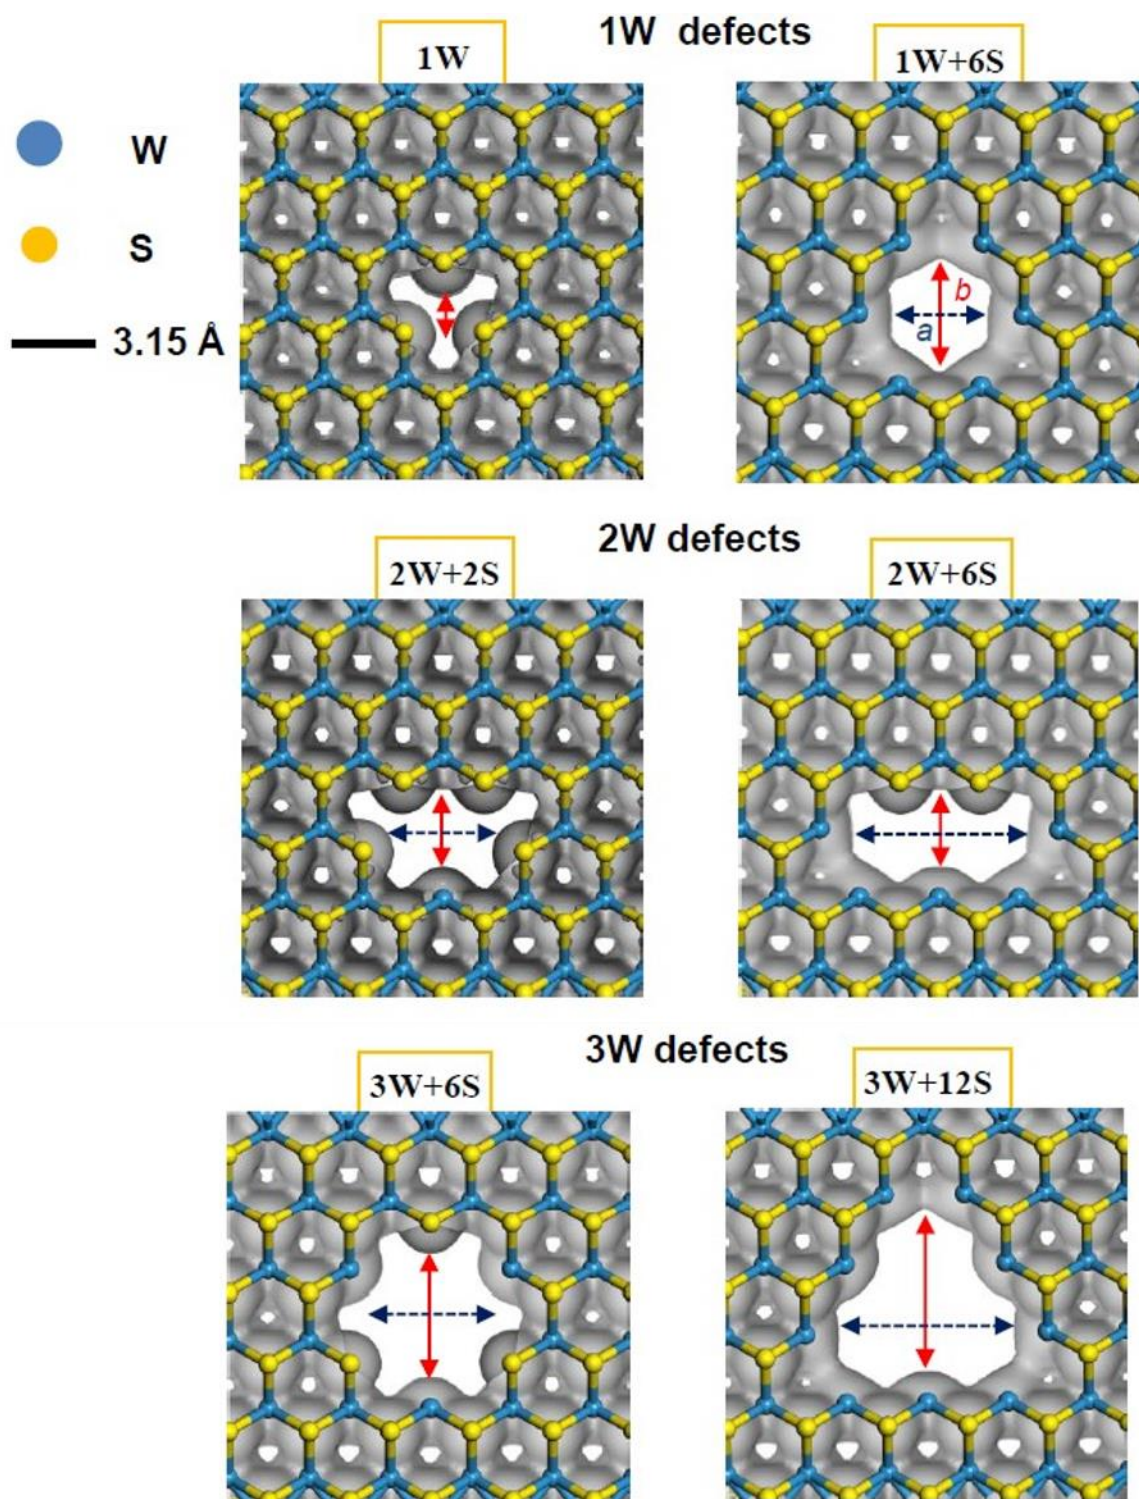 1W defects
1W
1W+6S
W
S
3.15 Å
b
a
2W defects
2W+2S
2W+6S
3W defects
3W+6S
3W+12S